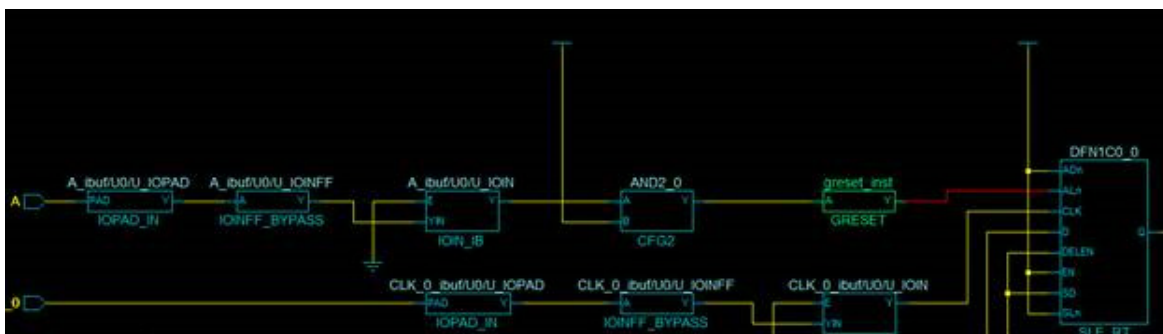 DFN1C0_0
A_ibuf/U0/U_IOPAD A_ibuf/U0/U_IOINFF A_ibuf/U0/U_IOIN AND2_0 greset_inst
ADn
A PAD Y A Y E Y A Y A Y ALn
YIN B
IOPAD_IN IOINFF_BYPASS IOIN_IB CFG2 GRESET
CLK
D Q
DELEN
CLK_0_ibuf/U0/U_IOPAD CLK_0_ibuf/U0/U_IOINFF CLK_0_ibuf/U0/U_IOIN EN
_0 PAD Y A Y E Y SD
IOPAD_IN IOINFF_BYPASS YIN SLn
SLE_RT